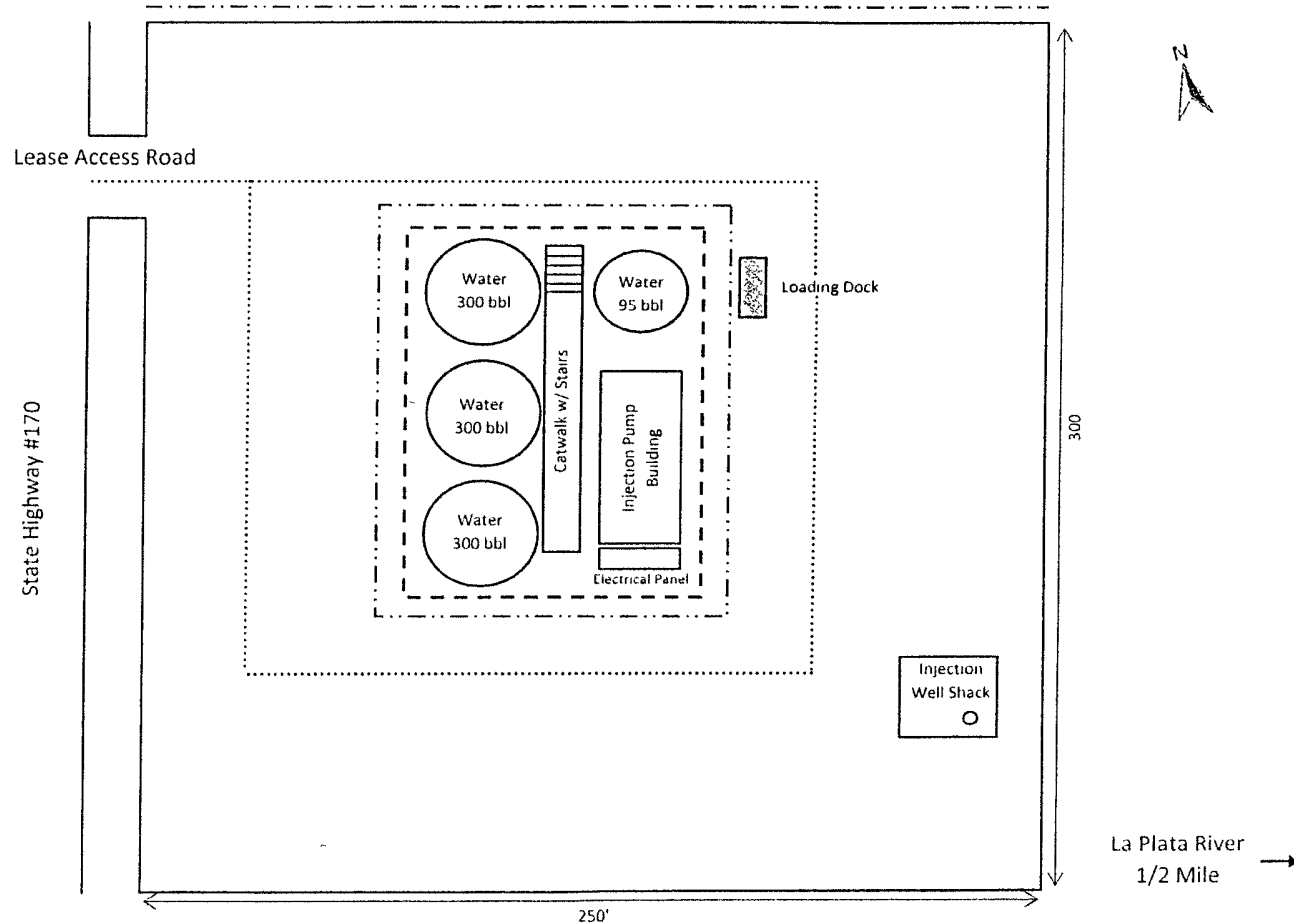 N
Lease Access Road
Water
300 bbl
Water
95 bbl
Loading Dock
Water
300 bbl
Catwalk w/ Stairs
Injection Pump
Building
300
State Highway #170
Water
300 bbl
Electrical Panel
Injection
Well Shack
La Plata River
1/2 Mile
250'